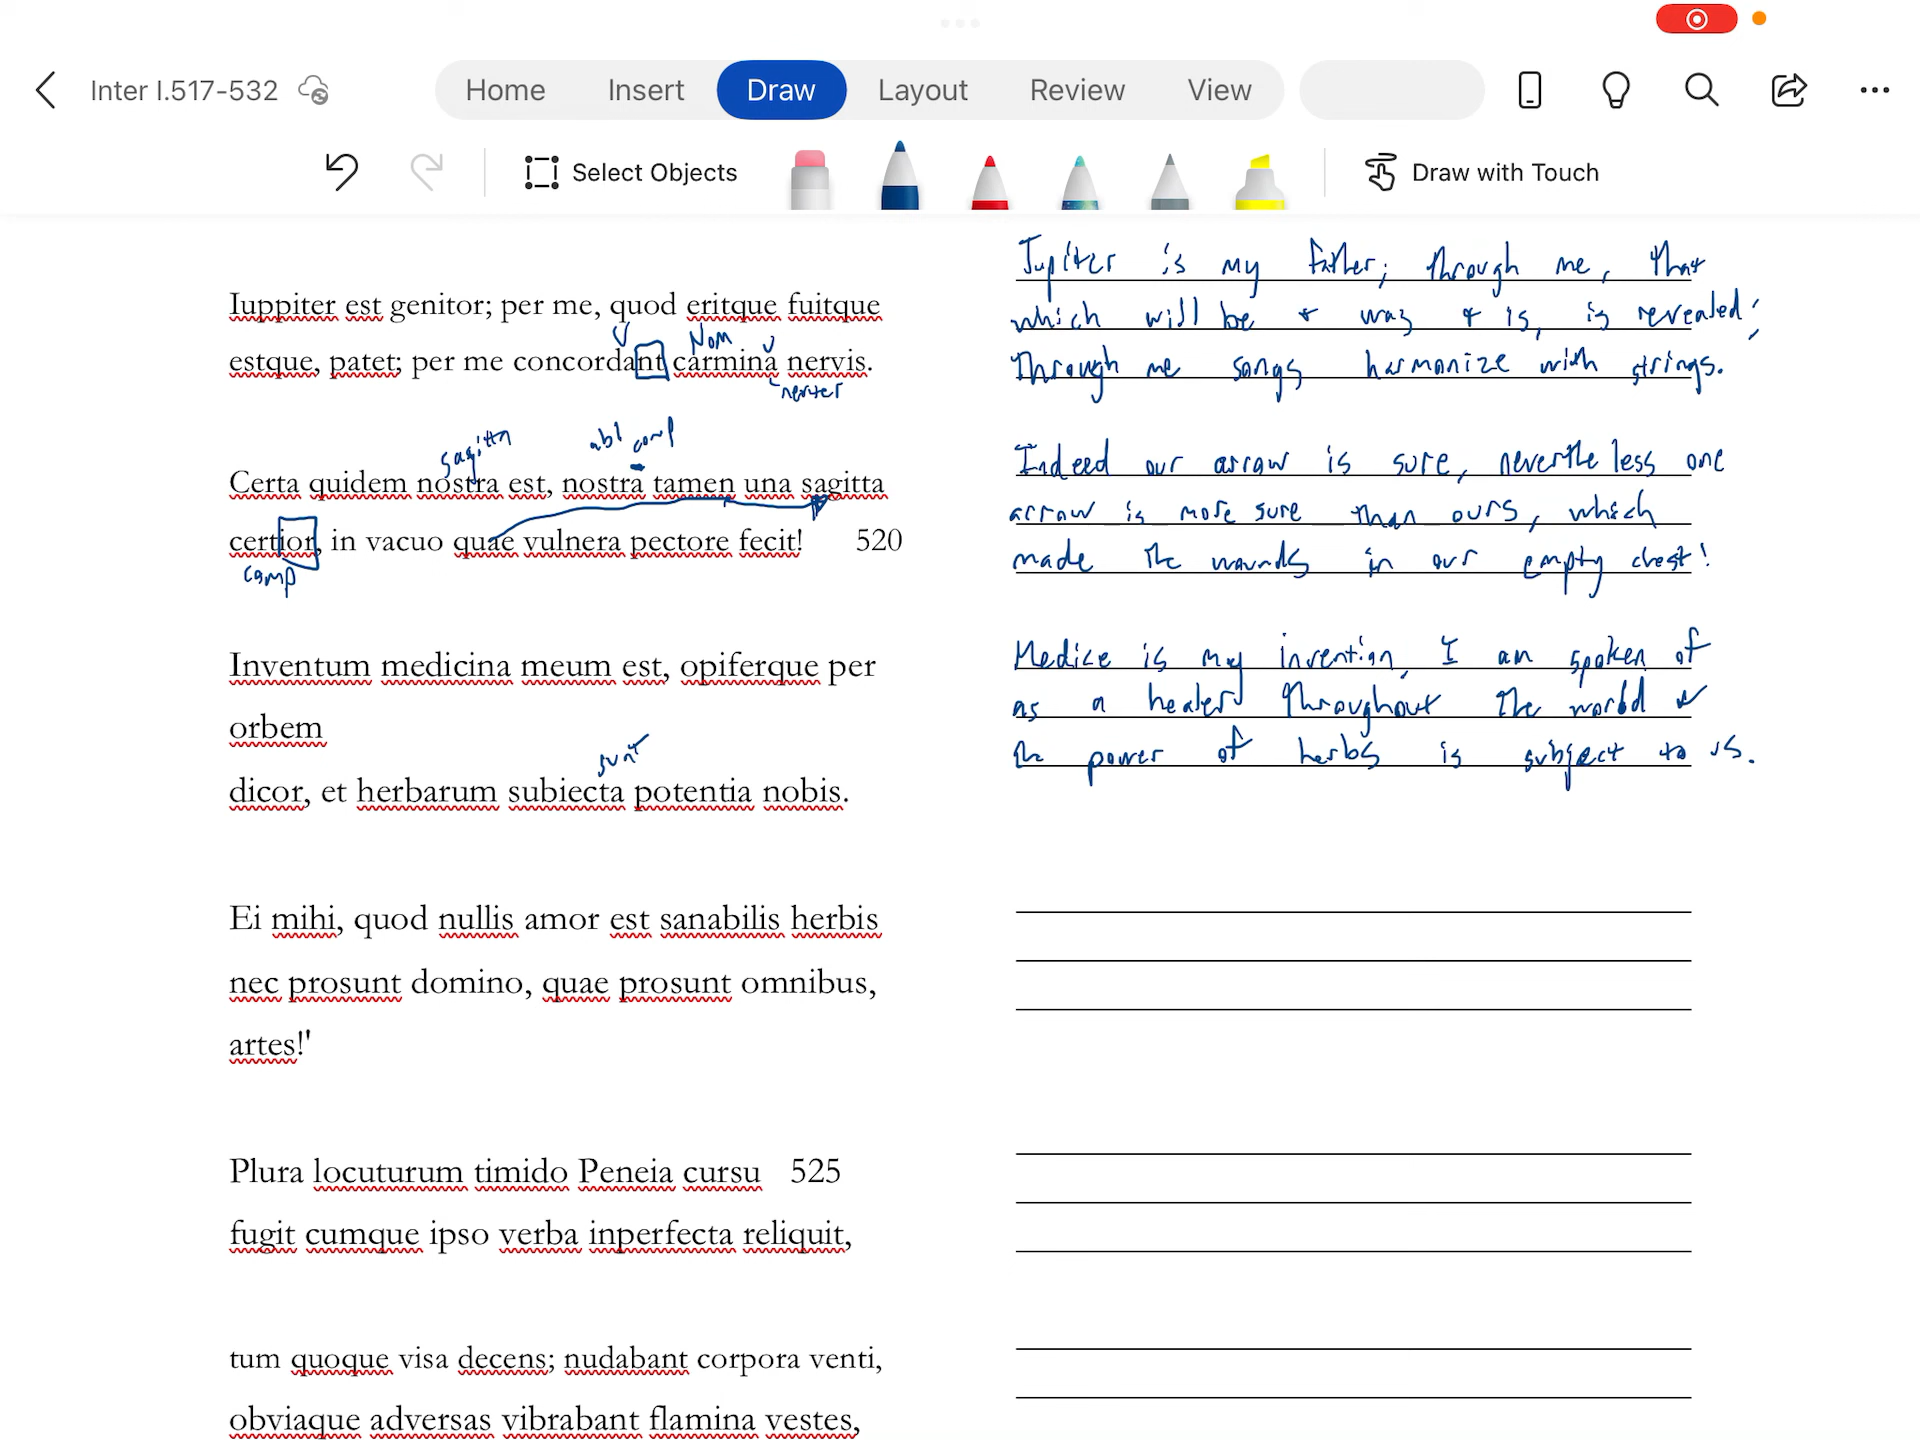 Inter I.517-532
Home Insert Draw Layout Review View
Select Objects
Draw with Touch
Iuppiter est genitor; per me, quod eritque fuitque
V Nom
estque, patet; per me concordant carmina nervis.
neuter
sagitta abl comp
Certa quidem nostra est, nostra tamen una sagitta
certior, in vacuo quae vulnera pectore fecit! 520
comp
Inventum medicina meum est, opiferque per
orbem
sunt
dicor, et herbarum subiecta potentia nobis.
Ei mihi, quod nullis amor est sanabilis herbis
nec prosunt domino, quae prosunt omnibus,
artes!'
Plura locuturum timido Peneia cursu 525
fugit cumque ipso verba inperfecta reliquit,
tum quoque visa decens; nudabant corpora venti,
obviaque adversas vibrabant flamina vestes,
Jupiter is my father; through me, that
which will be + was + is, is revealed;
Through me songs harmonize with strings.
Indeed our arrow is sure, nevertheless one
arrow is more sure than ours, which
made the wounds in our empty chest!
Medice is my invention, I am spoken of
as a healer throughout the world +
the power of herbs is subject to us.